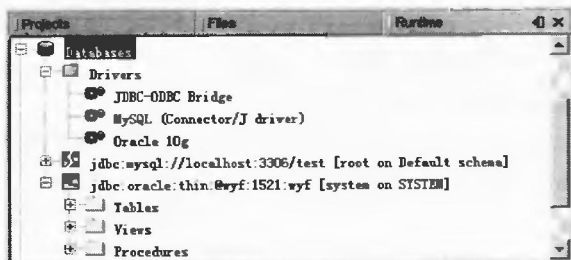 Projects Files Runtime
Databases
Drivers
JDBC-ODBC Bridge
MySQL (Connector/J driver)
Oracle 10g
jdbc:mysql://localhost:3306/test [root on Default schema]
jdbc:oracle:thin:@wyf:1521:wyf [system on SYSTEM]
Tables
Views
Procedures